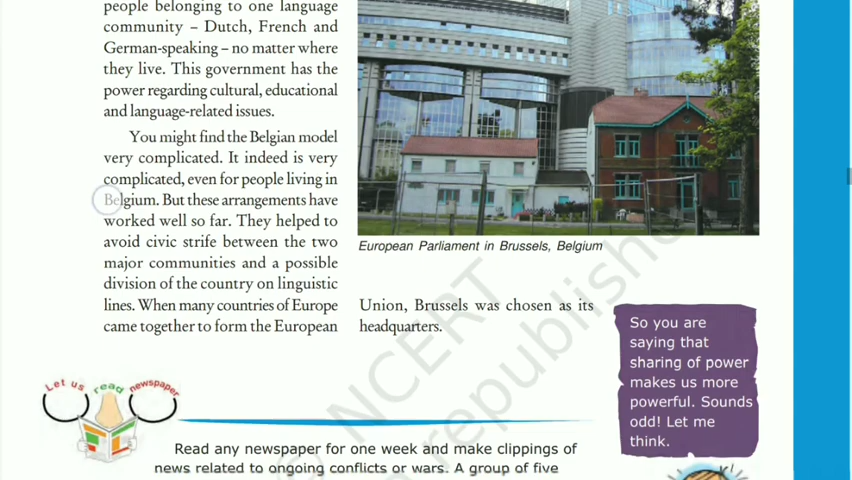 people belonging to one language
community – Dutch, French and
German-speaking – no matter where
they live. This government has the
power regarding cultural, educational
and language-related issues.
You might find the Belgian model
very complicated. It indeed is very
complicated, even for people living in
Belgium. But these arrangements have
worked well so far. They helped to
avoid civic strife between the two
major communities and a possible
division of the country on linguistic
lines. When many countries of Europe
came together to form the European
European Parliament in Brussels, Belgium
Union, Brussels was chosen as its
headquarters.
So you are
saying that
sharing of power
makes us more
powerful. Sounds
odd! Let me
think.
Let us read newspaper
Read any newspaper for one week and make clippings of
news related to ongoing conflicts or wars. A group of five
NCERT
republished